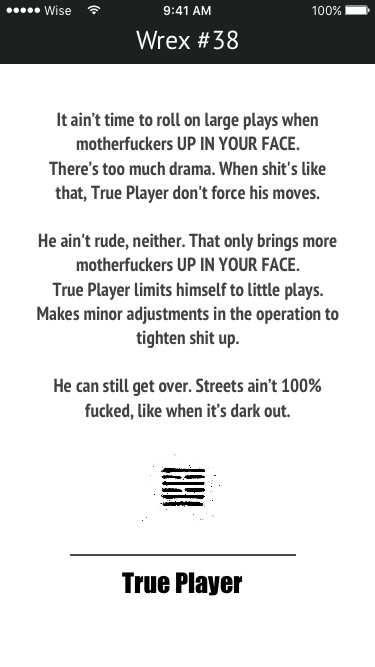 ●●●●● Wise 9:41 AM 100%
Wrex #38
It ain’t time to roll on large plays when
motherfuckers UP IN YOUR FACE.
There’s too much drama. When shit's like
that, True Player don't force his moves.
He ain't rude, neither. That only brings more
motherfuckers UP IN YOUR FACE.
True Player limits himself to little plays.
Makes minor adjustments in the operation to
tighten shit up.
He can still get over. Streets ain’t 100%
fucked, like when it’s dark out.
True Player